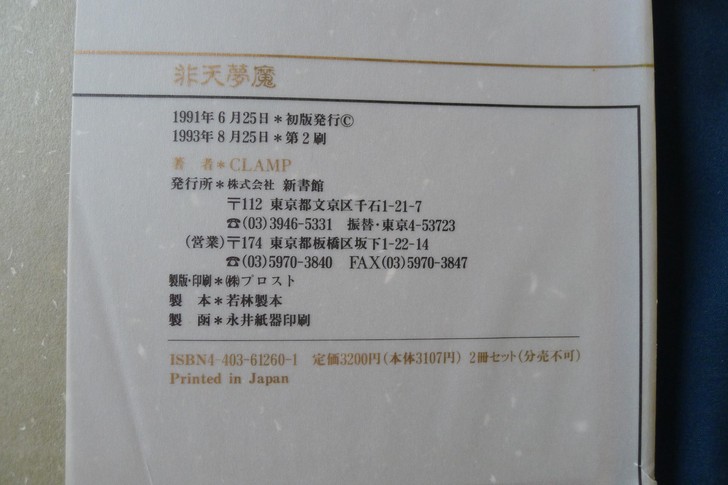 非天夢魔
1991年6月25日＊初版発行©
1993年8月25日＊第2刷
著　者＊CLAMP
発行所＊株式会社 新書館
〒112 東京都文京区千石1-21-7
☎(03)3946-5331　振替・東京4-53723
(営業)〒174 東京都板橋区坂下1-22-14
☎(03)5970-3840　FAX(03)5970-3847
製版・印刷＊㈱プロスト
製　本＊若林製本
製　函＊永井紙器印刷
ISBN4-403-61260-1　定価3200円(本体3107円)　2冊セット(分売不可)
Printed in Japan